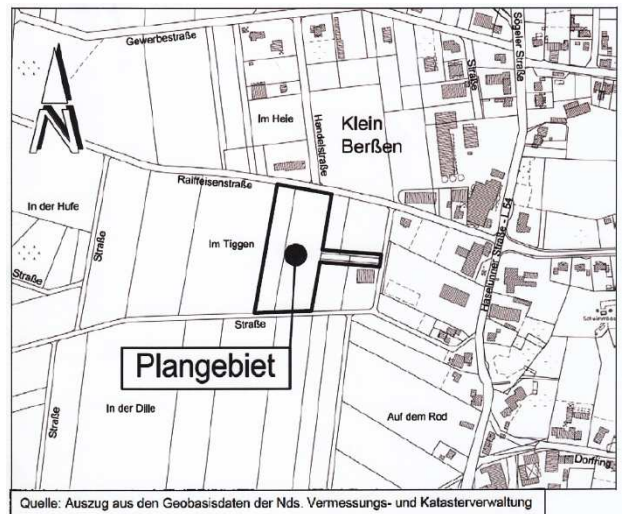 Gewerbestraße
Sögeler Straße
Straße
Im Heie
Handelstraße
Klein
Berßen
N
Raiffeisenstraße
In der Hufe
Straße
Im Tiggen
Straße
Haselünner Straße - L 54
Straße
Plangebiet
Straße
In der Dille
Auf dem Rod
Dorfring
Quelle: Auszug aus den Geobasisdaten der Nds. Vermessungs- und Katasterverwaltung